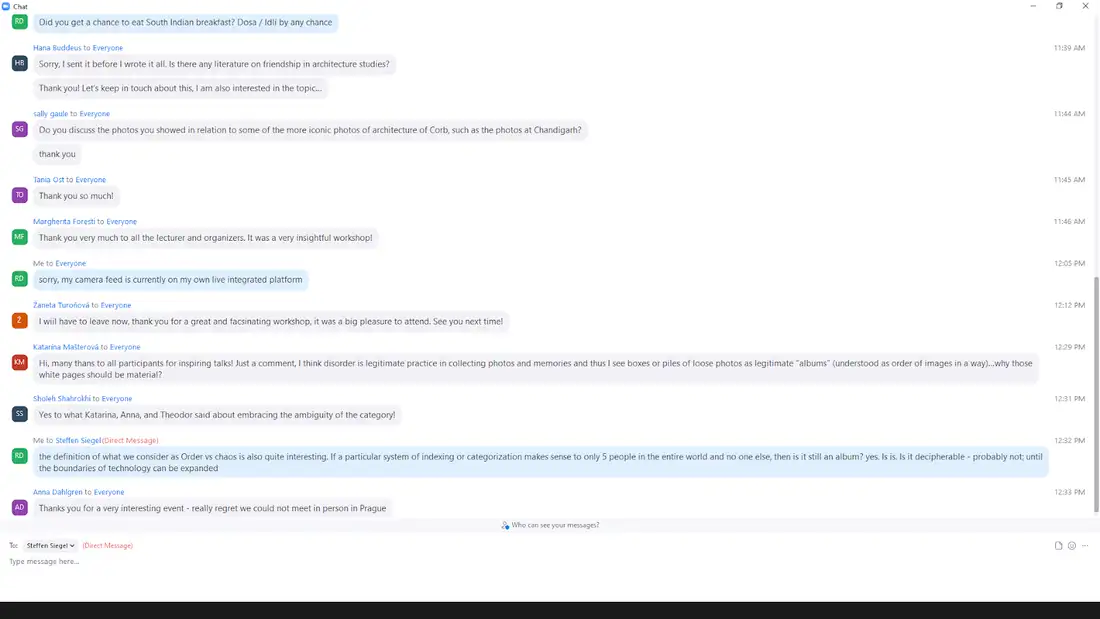 Chat
RD
Did you get a chance to eat South Indian breakfast? Dosa / Idli by any chance
Hana Buddeus to Everyone
11:39 AM
HB
Sorry, I sent it before I wrote it all. Is there any literature on friendship in architecture studies?
Thank you! Let's keep in touch about this, I am also interested in the topic...
sally gaule to Everyone
11:44 AM
SG
Do you discuss the photos you showed in relation to some of the more iconic photos of architecture of Corb, such as the photos at Chandigarh?
thank you
Tania Ost to Everyone
11:45 AM
TO
Thank you so much!
Margherita Foresti to Everyone
11:46 AM
MF
Thank you very much to all the lecturer and organizers. It was a very insightful workshop!
Me to Everyone
12:05 PM
RD
sorry, my camera feed is currently on my own live integrated platform
Žaneta Turoňová to Everyone
12:12 PM
Ž
I will have to leave now, thank you for a great and facsinating workshop, it was a big pleasure to attend. See you next time!
Katarína Mašterová to Everyone
12:29 PM
KM
Hi, many thans to all participants for inspiring talks! Just a comment, I think disorder is legitimate practice in collecting photos and memories and thus I see boxes or piles of loose photos as legitimate "albums" (understood as order of images in a way)...why those
white pages should be material?
Sholeh Shahrokhi to Everyone
12:31 PM
SS
Yes to what Katarina, Anna, and Theodor said about embracing the ambiguity of the category!
Me to Steffen Siegel(Direct Message)
12:32 PM
RD
the definition of what we consider as Order vs chaos is also quite interesting. If a particular system of indexing or categorization makes sense to only 5 people in the entire world and no one else, then is it still an album? yes. Is is. Is it decipherable - probably not; until
the boundaries of technology can be expanded
Anna Dahlgren to Everyone
12:33 PM
AD
Thanks you for a very interesting event - really regret we could not meet in person in Prague
Who can see your messages?
To: Steffen Siegel (Direct Message)
Type message here...